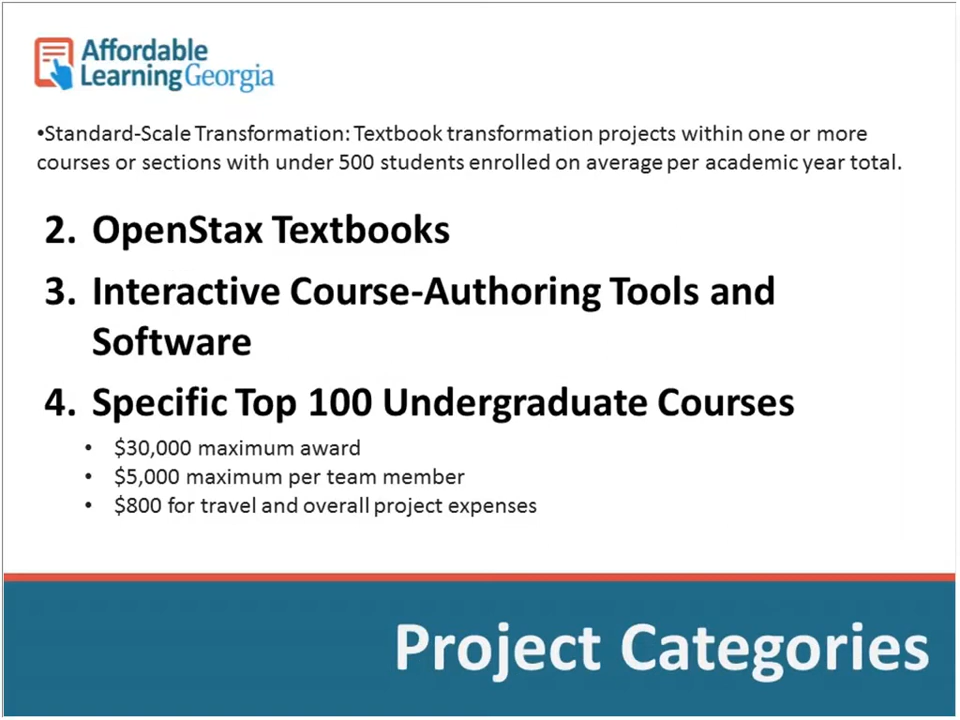 Affordable
LearningGeorgia
•Standard-Scale Transformation: Textbook transformation projects within one or more
courses or sections with under 500 students enrolled on average per academic year total.
2. OpenStax Textbooks
3. Interactive Course-Authoring Tools and
Software
4. Specific Top 100 Undergraduate Courses
• $30,000 maximum award
• $5,000 maximum per team member
• $800 for travel and overall project expenses
Project Categories